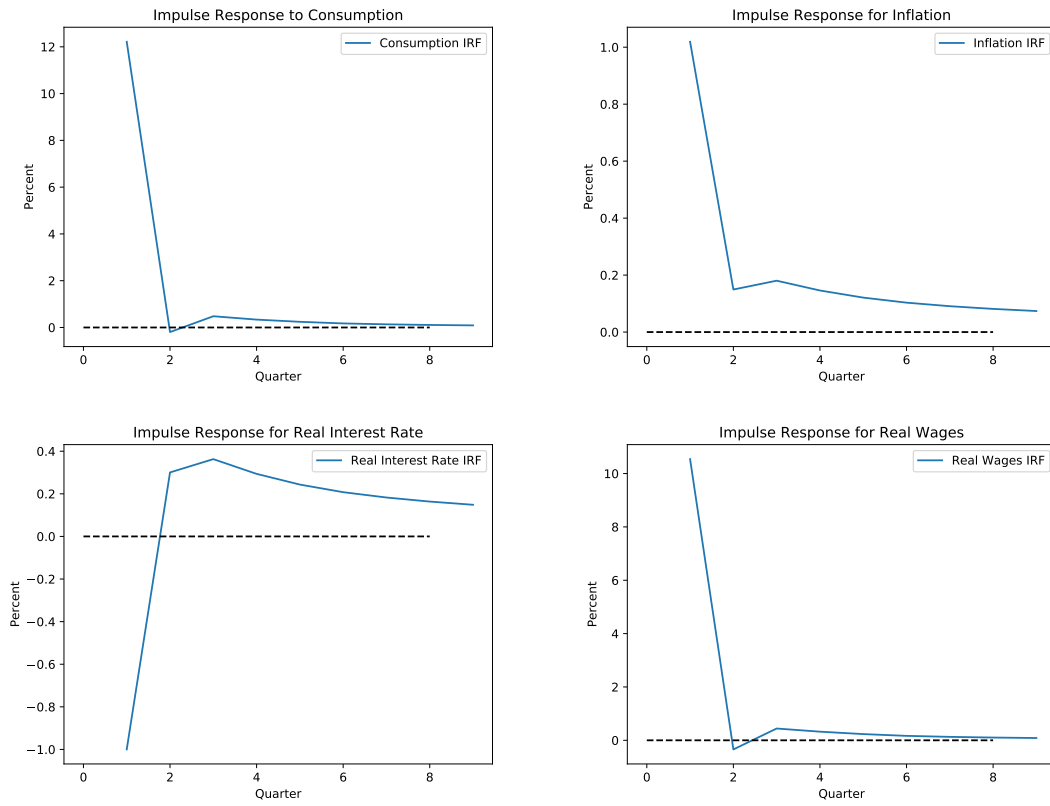 Impulse Response to Consumption
Consumption IRF
12
10
8
6
4
2
0
Percent
0 2 4 6 8
Quarter
Impulse Response for Inflation
Inflation IRF
1.0
0.8
0.6
0.4
0.2
0.0
Percent
0 2 4 6 8
Quarter
Impulse Response for Real Interest Rate
Real Interest Rate IRF
0.4
0.2
0.0
−0.2
−0.4
−0.6
−0.8
−1.0
Percent
0 2 4 6 8
Quarter
Impulse Response for Real Wages
Real Wages IRF
10
8
6
4
2
0
Percent
0 2 4 6 8
Quarter